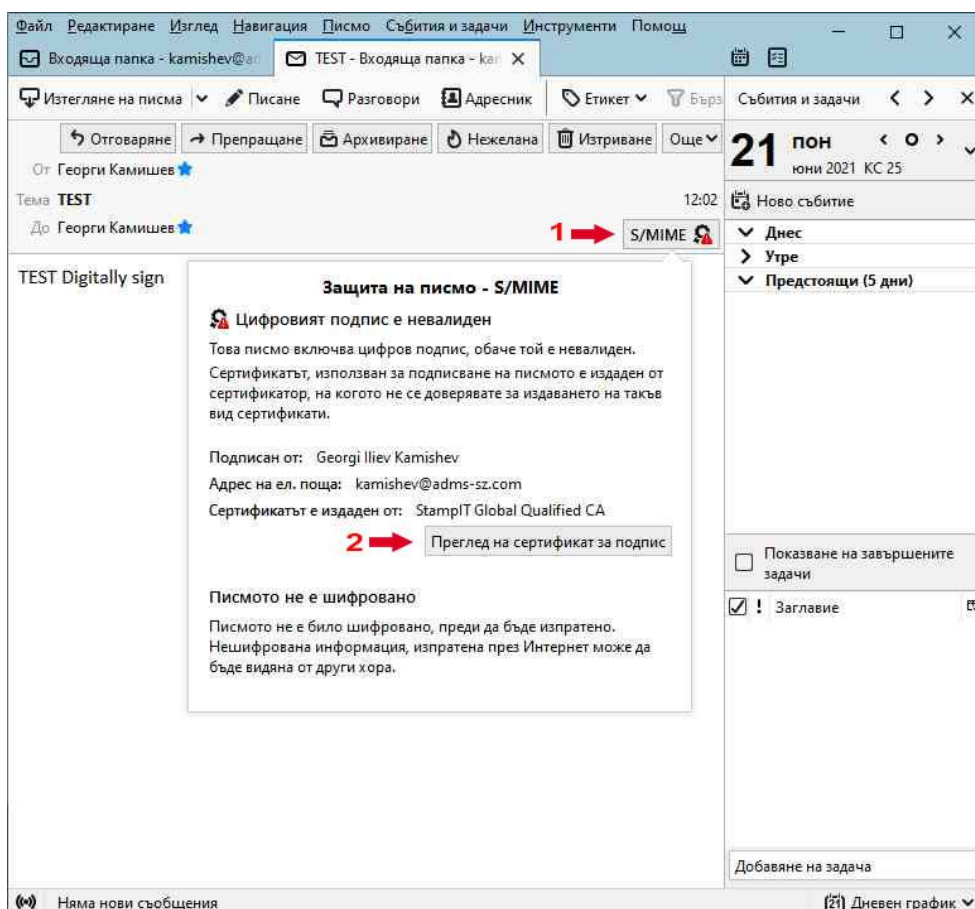 Файл Редактиране Изглед Навигация Писмо Събития и задачи Инструменти Помощ
Входяща папка - kamishev@a
TEST - Входяща папка - ka
Изтегляне на писма Писане Разговори Адресник Етикет Бърз
Събития и задачи
Отговаряне Препращане Архивиране Нежелана Изтриване Още
21 пон
юни 2021 КС 25
От Георги Камишев
Тема TEST 12:02
Ново събитие
До Георги Камишев
1 S/MIME
Днес
Утре
Предстоящи (5 дни)
TEST Digitally sign
Защита на писмо - S/MIME
Цифровият подпис е невалиден
Това писмо включва цифров подпис, обаче той е невалиден.
Сертификатът, използван за подписване на писмото е издаден от
сертификатор, на когото не се доверявате за издаването на такъв
вид сертификати.
Подписан от: Georgi Iliev Kamishev
Адрес на ел. поща: kamishev@adms-sz.com
Сертификатът е издаден от: StampIT Global Qualified CA
2 Преглед на сертификат за подпис
Писмото не е шифровано
Писмото не е било шифровано, преди да бъде изпратено.
Нешифрована информация, изпратена през Интернет може да
бъде видяна от други хора.
Показване на завършените
задачи
! Заглавие
Добавяне на задача
Няма нови съобщения
21 Дневен график